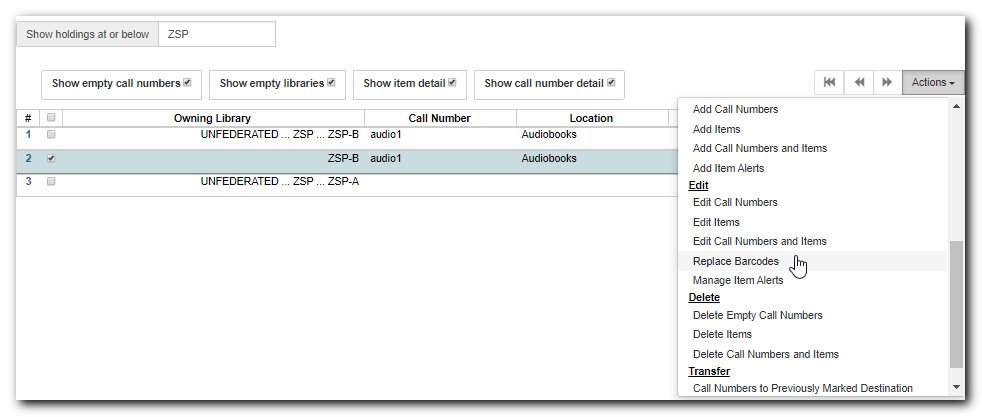 Show holdings at or below ZSP
Show empty call numbers Show empty libraries Show item detail Show call number detail Actions
# Owning Library Call Number Location
1 UNFEDERATED ... ZSP ... ZSP-B audio1 Audiobooks
2 ZSP-B audio1 Audiobooks
3 UNFEDERATED ... ZSP ... ZSP-A
Add Call Numbers
Add Items
Add Call Numbers and Items
Add Item Alerts
Edit
Edit Call Numbers
Edit Items
Edit Call Numbers and Items
Replace Barcodes
Manage Item Alerts
Delete
Delete Empty Call Numbers
Delete Items
Delete Call Numbers and Items
Transfer
Call Numbers to Previously Marked Destination